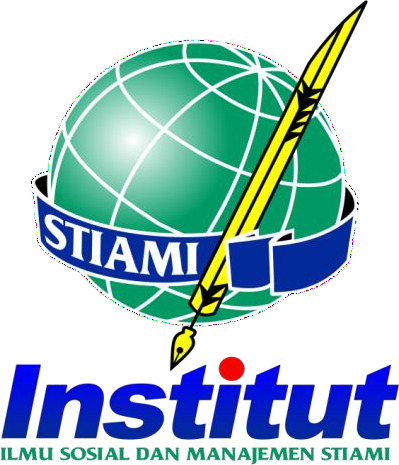 STIAMI
Institut
ILMU SOSIAL DAN MANAJEMEN STIAMI